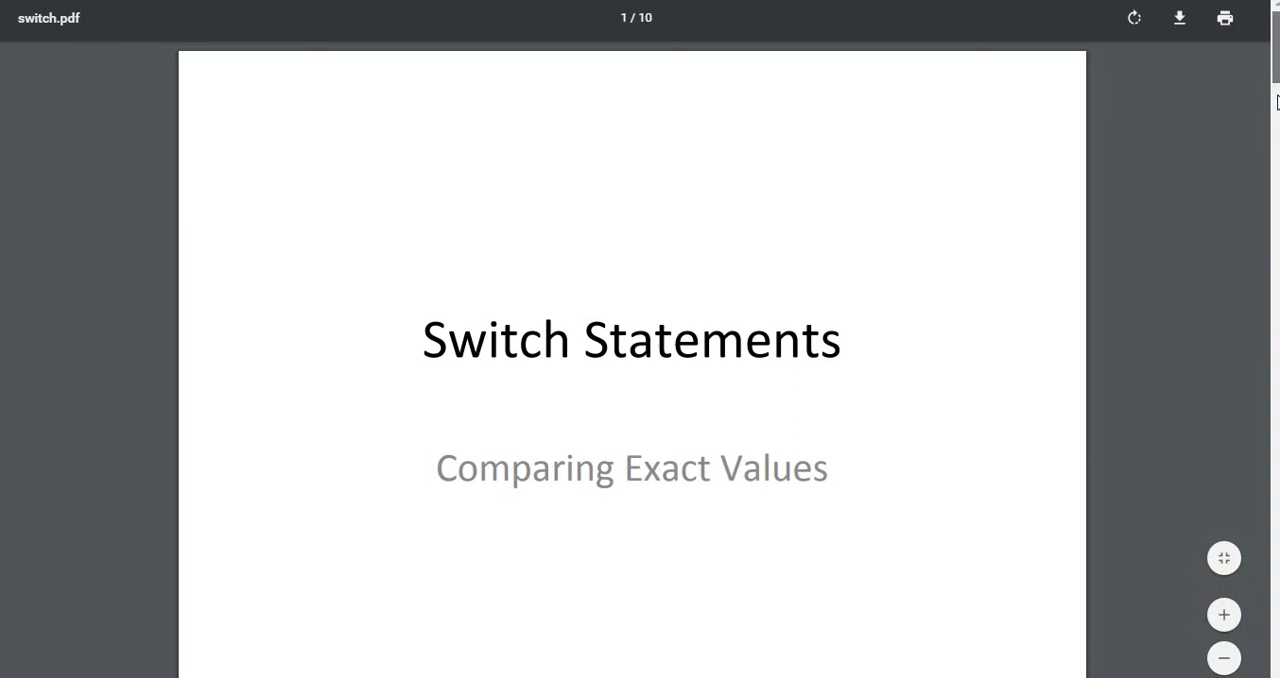 switch.pdf
1 / 10
Switch Statements
Comparing Exact Values